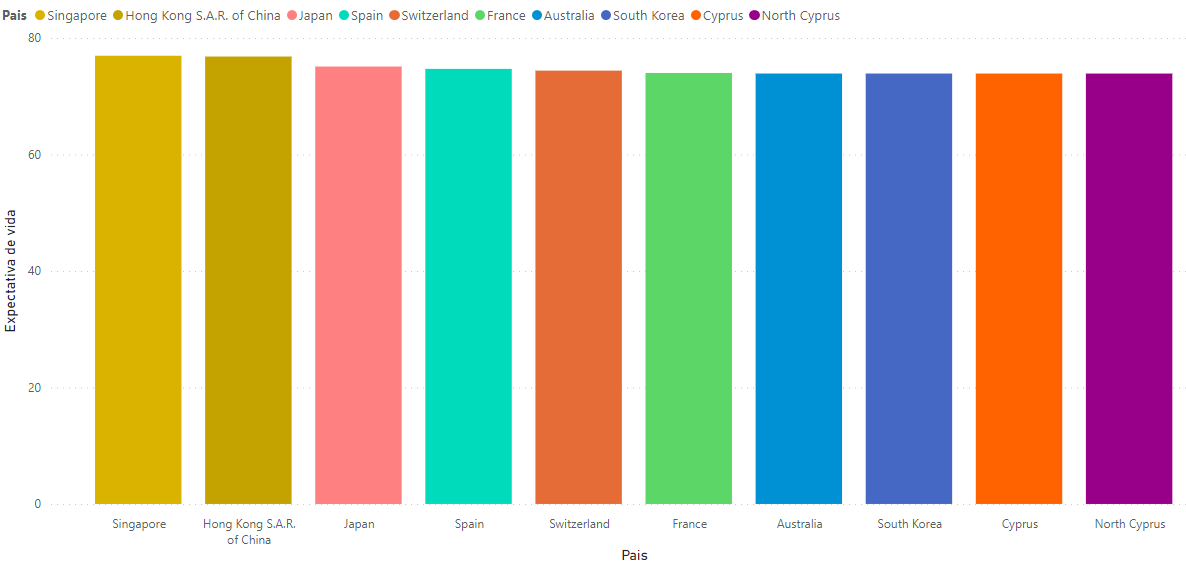 Pais Singapore Hong Kong S.A.R. of China Japan Spain Switzerland France Australia South Korea Cyprus North Cyprus
80
60
40
20
0
Expectativa de vida
Singapore
Hong Kong S.A.R.
of China
Japan
Spain
Switzerland
France
Australia
South Korea
Cyprus
North Cyprus
Pais